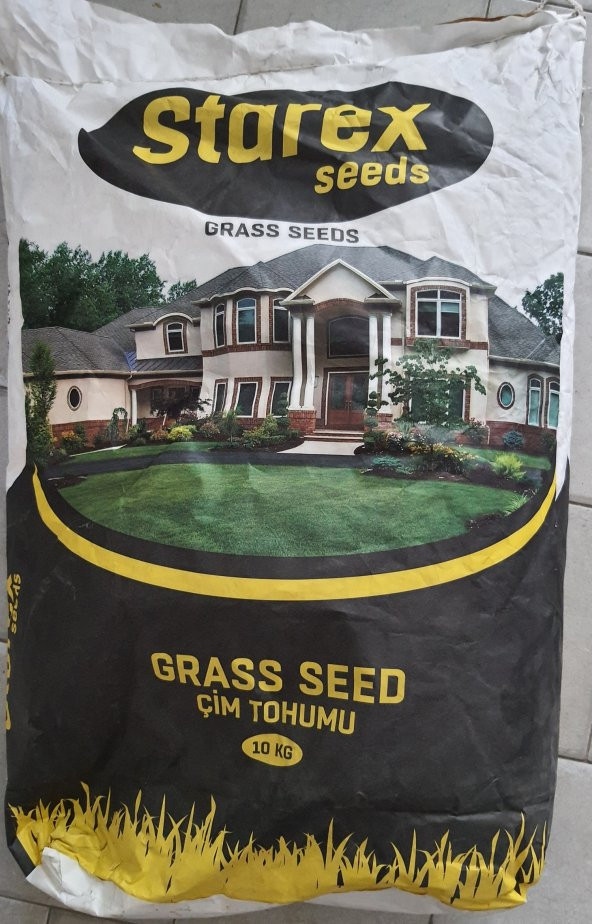 Starex
seeds
GRASS SEEDS
GRASS SEED
ÇİM TOHUMU
10 KG